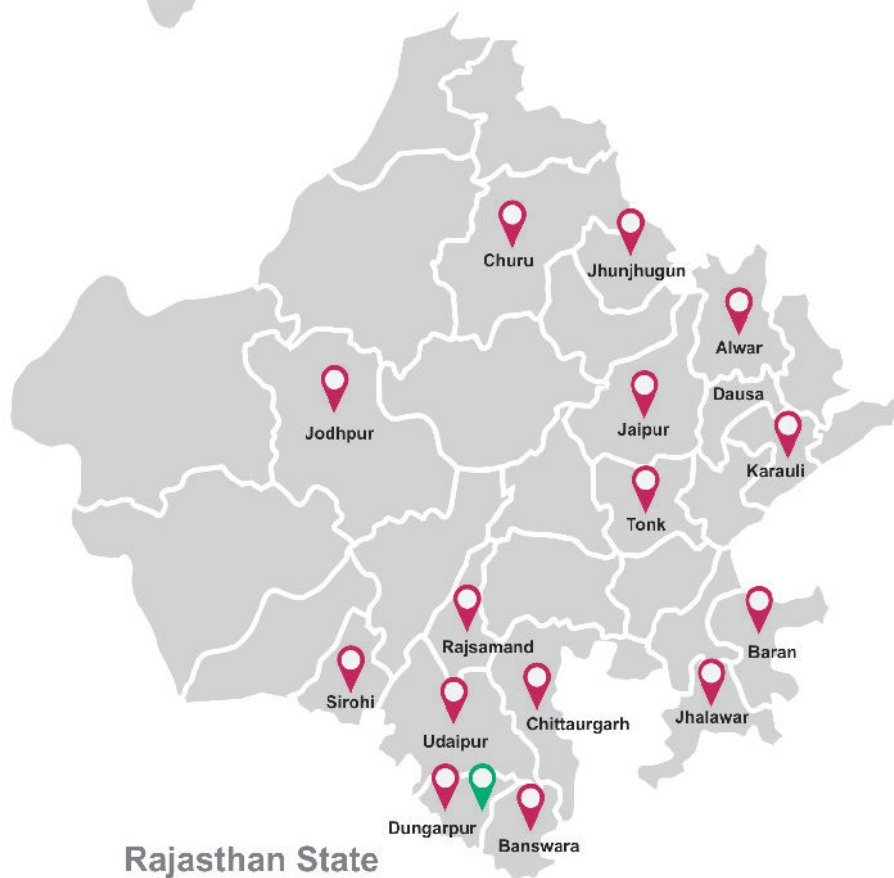 Churu
Jhunjhugun
Alwar
Dausa
Jodhpur
Jaipur
Karauli
Tonk
Rajsamand
Baran
Sirohi
Jhalawar
Chittaurgarh
Udaipur
Dungarpur
Banswara
Rajasthan State